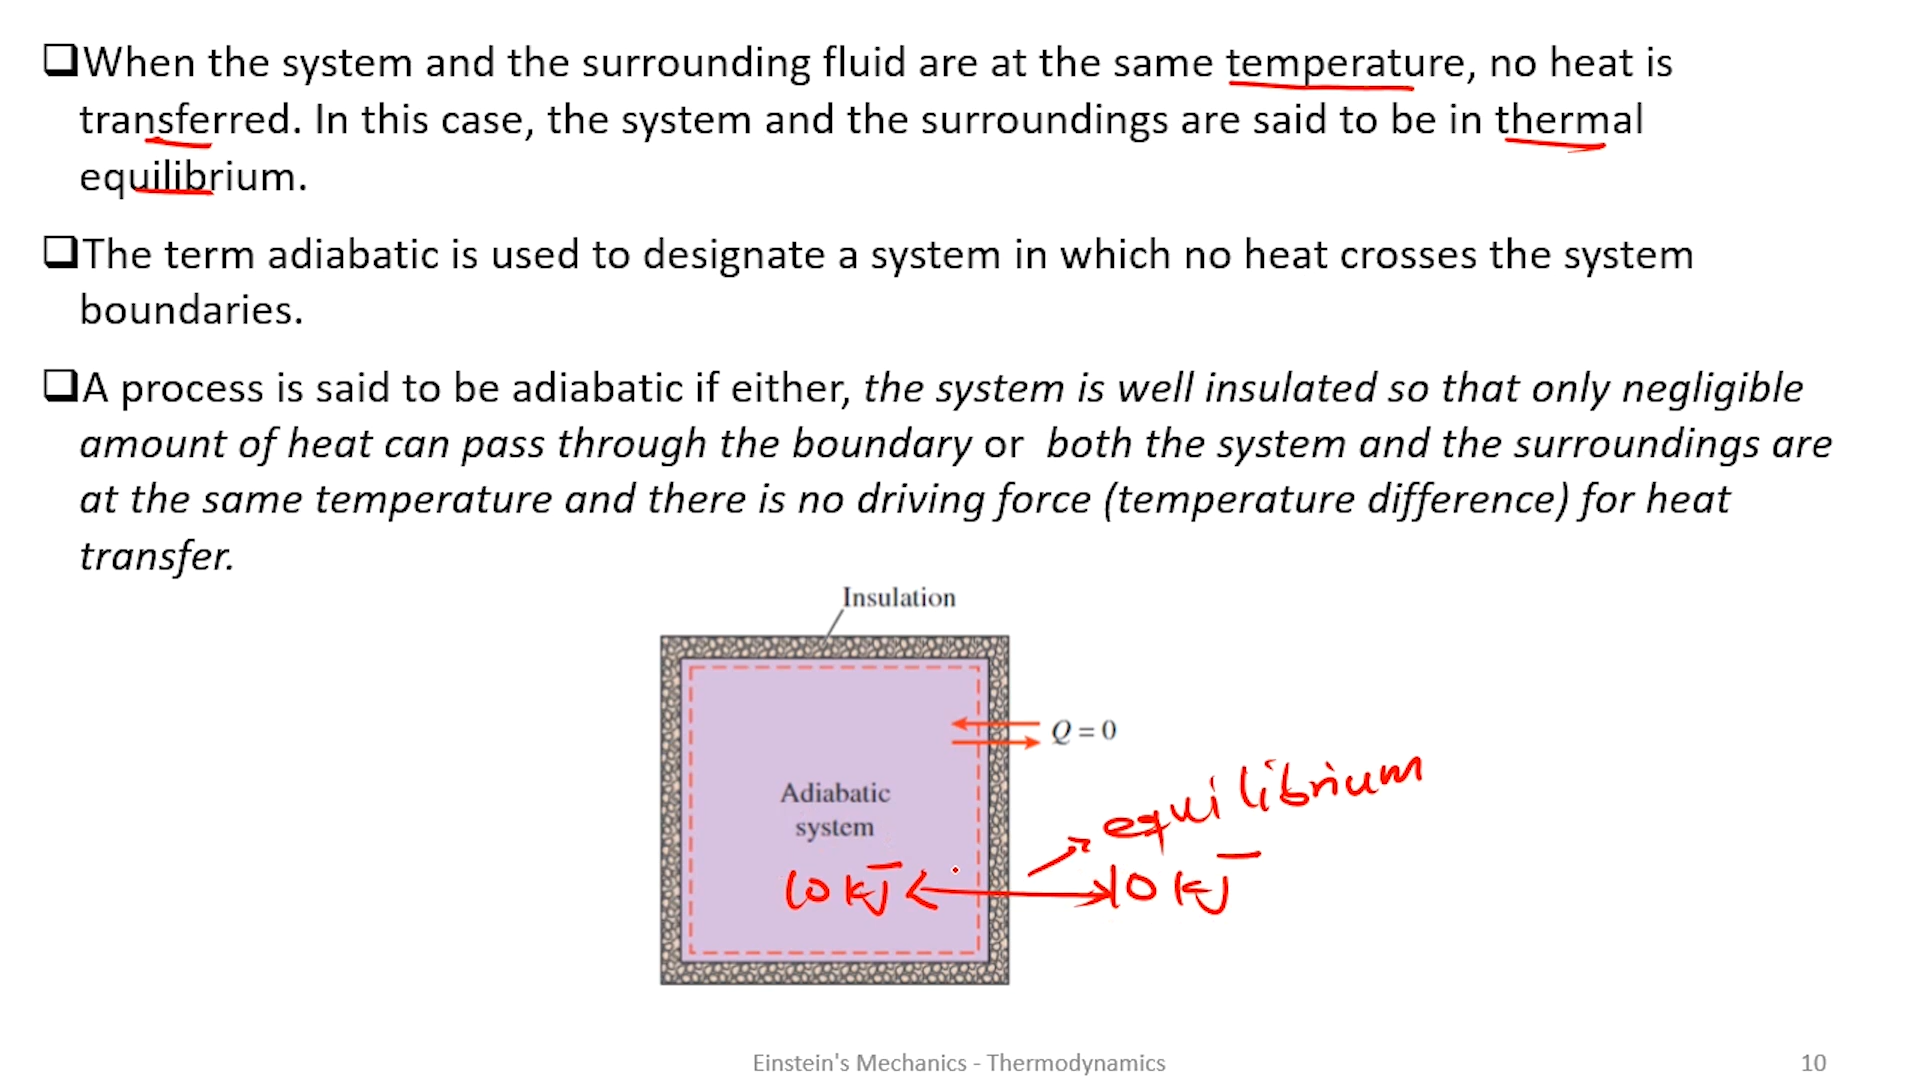 ❑When the system and the surrounding fluid are at the same temperature, no heat is
transferred. In this case, the system and the surroundings are said to be in thermal
equilibrium.
❑The term adiabatic is used to designate a system in which no heat crosses the system
boundaries.
❑A process is said to be adiabatic if either, the system is well insulated so that only negligible
amount of heat can pass through the boundary or both the system and the surroundings are
at the same temperature and there is no driving force (temperature difference) for heat
transfer.
Insulation
Q = 0
Adiabatic
system
equilibrium
10 kJ
10 kJ
Einstein's Mechanics - Thermodynamics
10